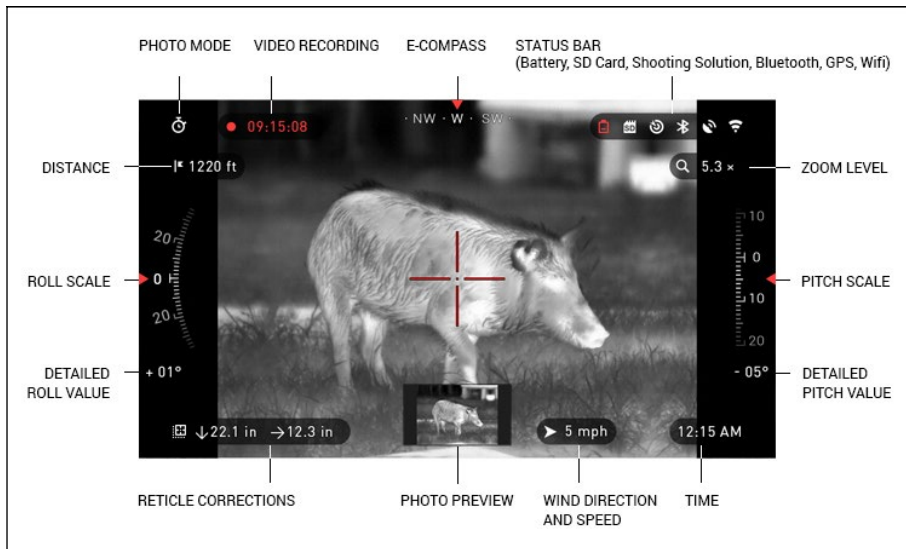 PHOTO MODE VIDEO RECORDING E-COMPASS STATUS BAR
(Battery, SD Card, Shooting Solution, Bluetooth, GPS, Wifi)
09:15:08 · NW · W · SW · SD
DISTANCE 1220 ft 5.3 × ZOOM LEVEL
20 10
0
ROLL SCALE 0 PITCH SCALE
10
20 20
DETAILED
ROLL VALUE
+ 01° - 05° DETAILED
PITCH VALUE
↓22.1 in →12.3 in 5 mph 12:15 AM
RETICLE CORRECTIONS PHOTO PREVIEW WIND DIRECTION
AND SPEED
TIME